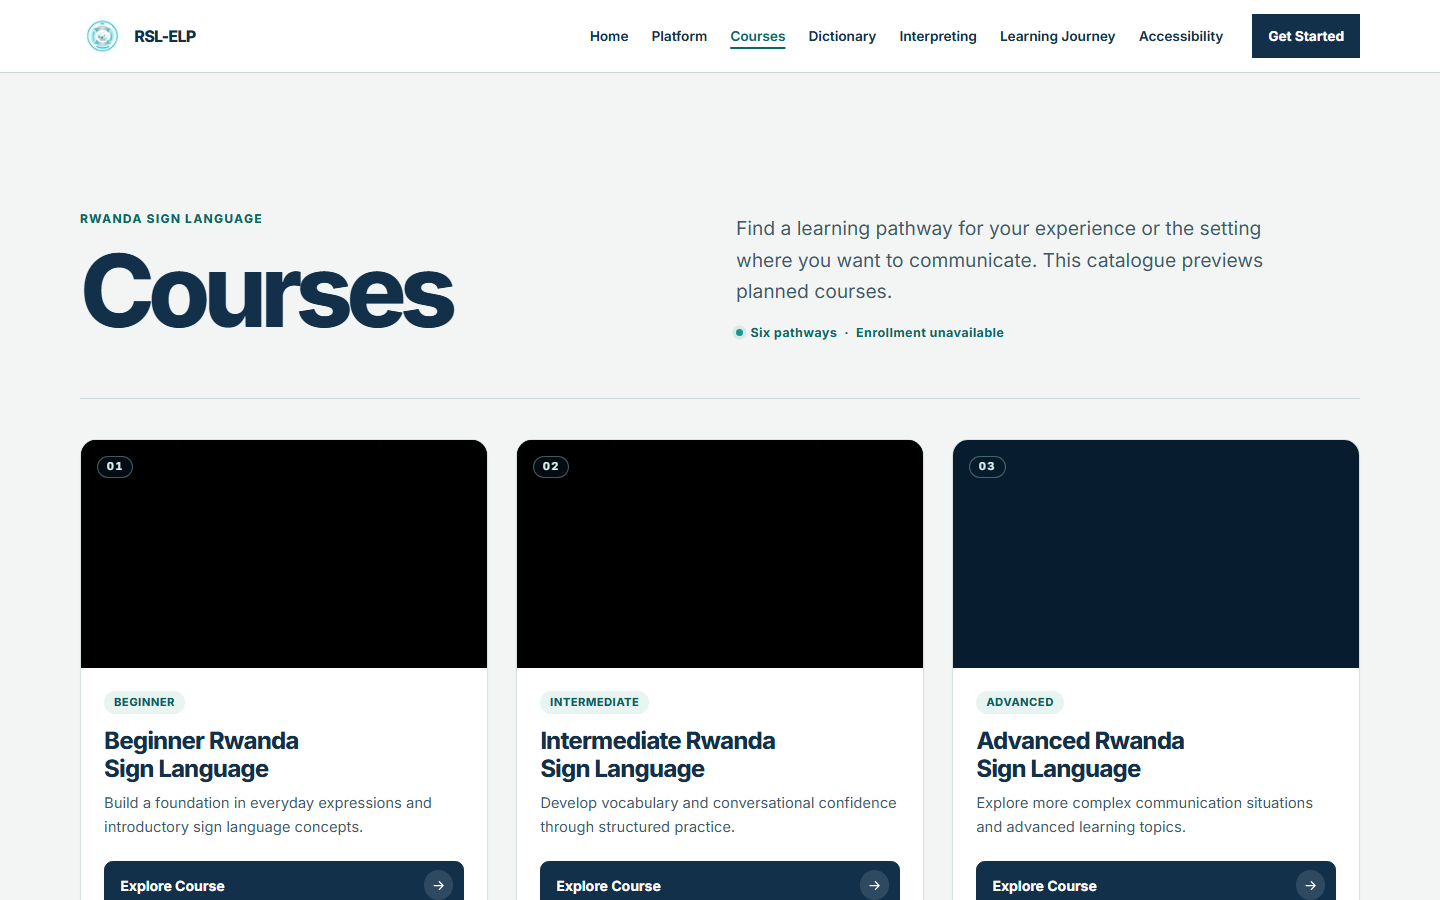 RSL-ELP
Home Platform Courses Dictionary Interpreting Learning Journey Accessibility Get Started
RWANDA SIGN LANGUAGE
Courses
Find a learning pathway for your experience or the setting
where you want to communicate. This catalogue previews
planned courses.
Six pathways · Enrollment unavailable
01
BEGINNER
Beginner Rwanda
Sign Language
Build a foundation in everyday expressions and
introductory sign language concepts.
Explore Course →
02
INTERMEDIATE
Intermediate Rwanda
Sign Language
Develop vocabulary and conversational confidence
through structured practice.
Explore Course →
03
ADVANCED
Advanced Rwanda
Sign Language
Explore more complex communication situations
and advanced learning topics.
Explore Course →